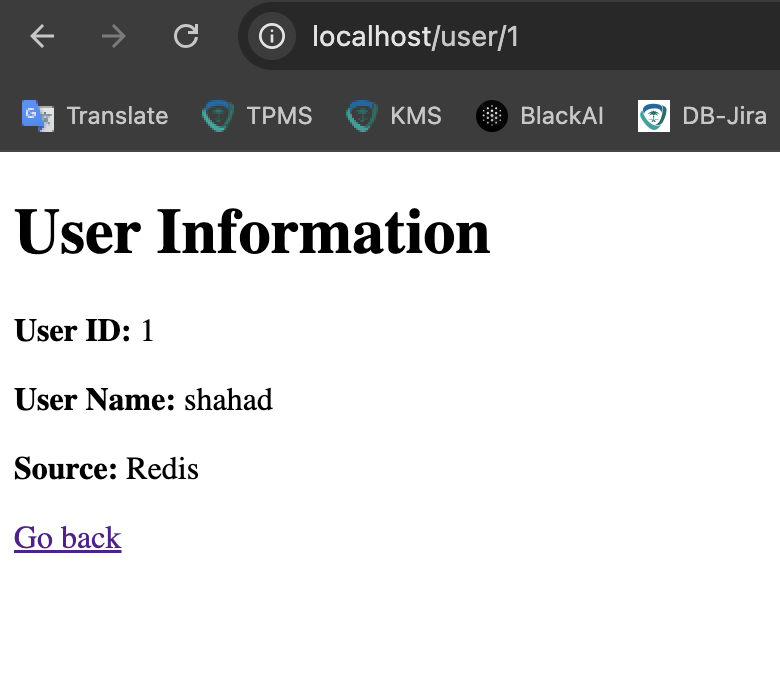 localhost/user/1
Translate TPMS KMS BlackAI DB-Jira
User Information
User ID: 1
User Name: shahad
Source: Redis
Go back